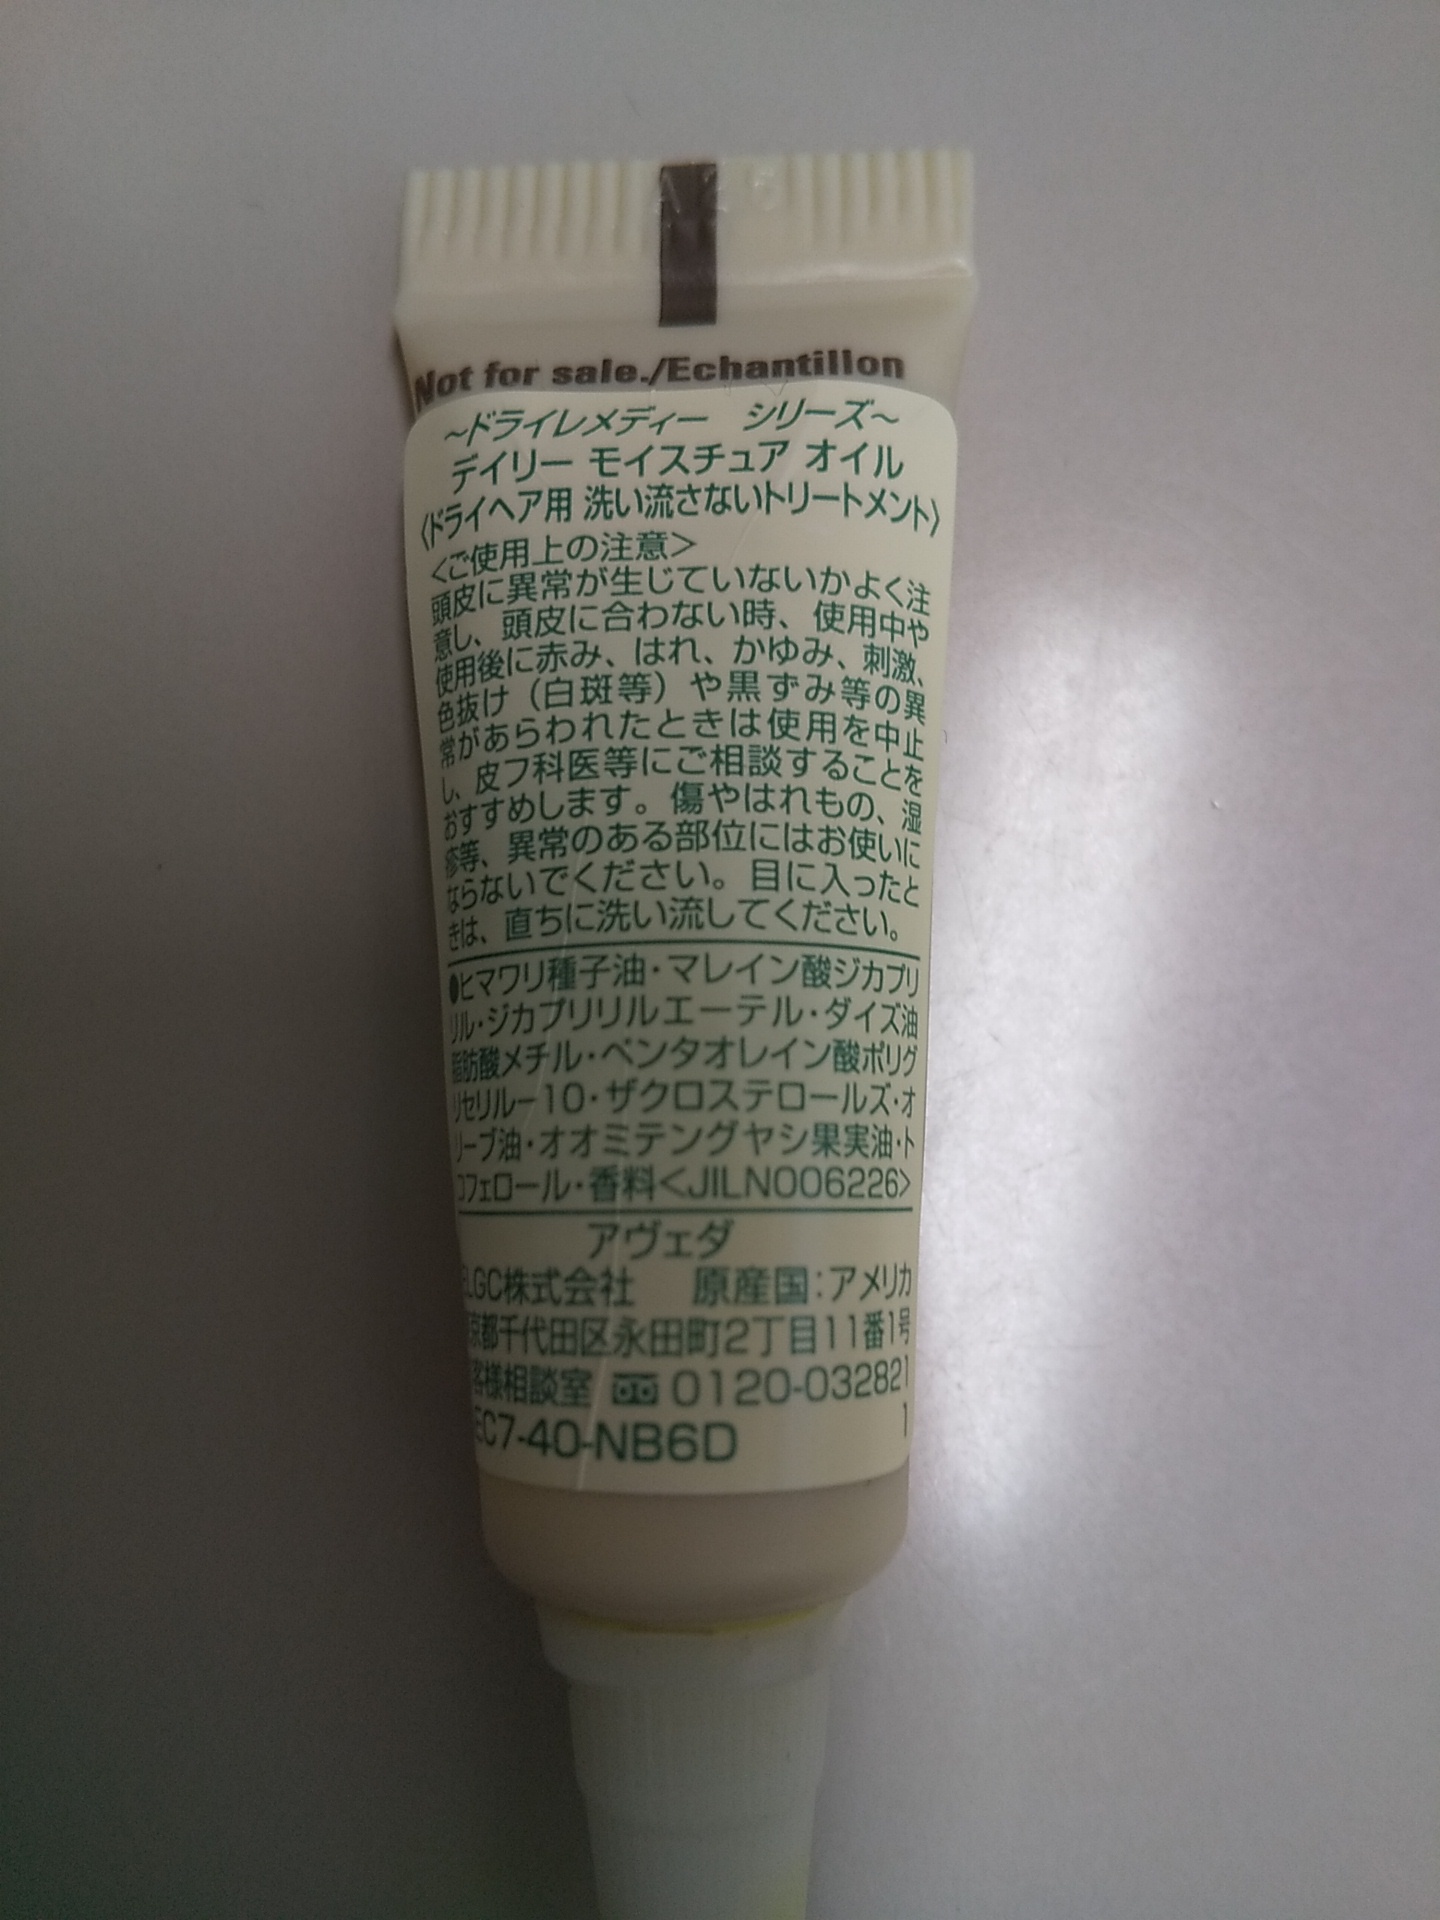 Not for sale./Echantillon
～ドライレメディー シリーズ～
デイリー モイスチュア オイル
〈ドライヘア用 洗い流さないトリートメント〉
＜ご使用上の注意＞
頭皮に異常が生じていないかよく注
意し、頭皮に合わない時、使用中や
使用後に赤み、はれ、かゆみ、刺激、
色抜け（白斑等）や黒ずみ等の異
常があらわれたときは使用を中止
し、皮フ科医等にご相談することを
おすすめします。傷やはれもの、湿
疹等、異常のある部位にはお使いに
ならないでください。目に入ったと
きは、直ちに洗い流してください。
●ヒマワリ種子油・マレイン酸ジカプリ
リル・ジカプリリルエーテル・ダイズ油
脂肪酸メチル・ペンタオレイン酸ポリグ
リセリル－10・ザクロステロールズ・オ
リーブ油・オオミテングヤシ果実油・ト
コフェロール・香料＜JILN006226＞
アヴェダ
ELGC株式会社 原産国：アメリカ
京都千代田区永田町2丁目11番1号
客様相談室 0120-032821
EC7-40-NB6D 1